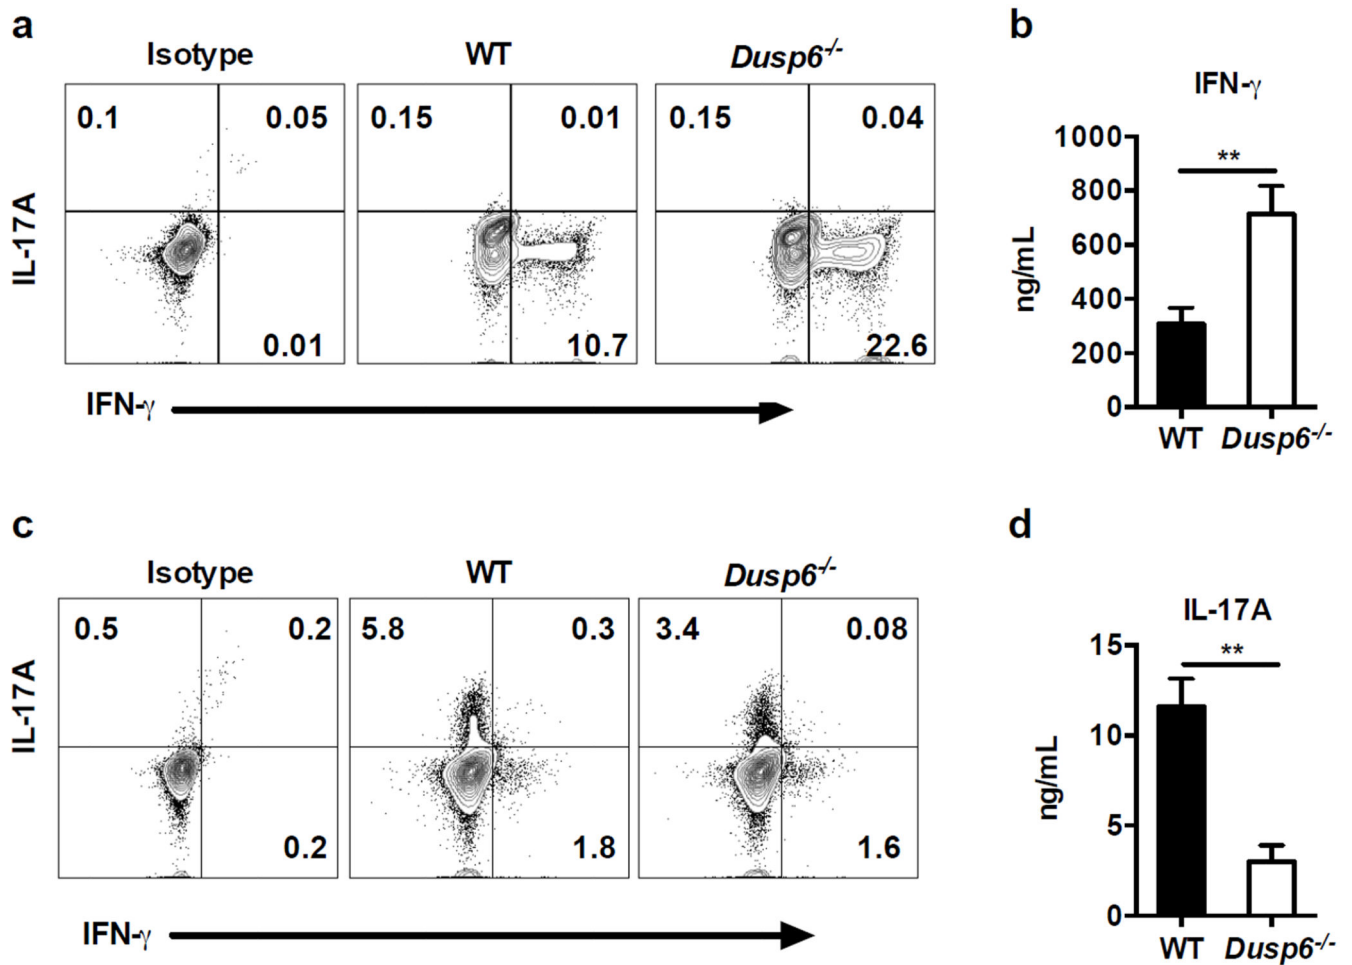 a
Isotype
WT
Dusp6-/-
IL-17A
0.1
0.05
0.01
0.15
0.01
10.7
0.15
0.04
22.6
IFN-γ
b
IFN-γ
**
ng/mL
1000
800
600
400
200
0
WT
Dusp6-/-
c
Isotype
WT
Dusp6-/-
IL-17A
0.5
0.2
0.2
5.8
0.3
1.8
3.4
0.08
1.6
IFN-γ
d
IL-17A
**
ng/mL
15
10
5
0
WT
Dusp6-/-